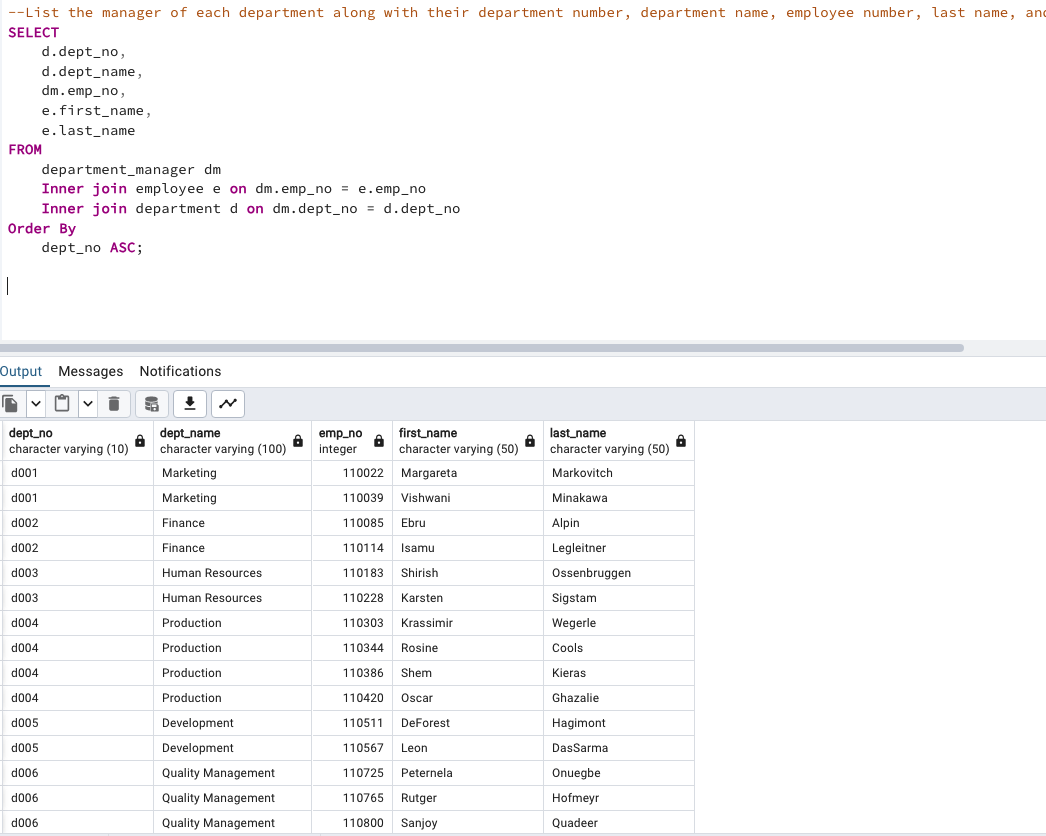 --List the manager of each department along with their department number, department name, employee number, last name, and
SELECT
d.dept_no,
d.dept_name,
dm.emp_no,
e.first_name,
e.last_name
FROM
department_manager dm
Inner join employee e on dm.emp_no = e.emp_no
Inner join department d on dm.dept_no = d.dept_no
Order By
dept_no ASC;
Output Messages Notifications
dept_no dept_name emp_no first_name last_name
character varying (10) character varying (100) integer character varying (50) character varying (50)
d001 Marketing 110022 Margareta Markovitch
d001 Marketing 110039 Vishwani Minakawa
d002 Finance 110085 Ebru Alpin
d002 Finance 110114 Isamu Legleitner
d003 Human Resources 110183 Shirish Ossenbruggen
d003 Human Resources 110228 Karsten Sigstam
d004 Production 110303 Krassimir Wegerle
d004 Production 110344 Rosine Cools
d004 Production 110386 Shem Kieras
d004 Production 110420 Oscar Ghazalie
d005 Development 110511 DeForest Hagimont
d005 Development 110567 Leon DasSarma
d006 Quality Management 110725 Peternela Onuegbe
d006 Quality Management 110765 Rutger Hofmeyr
d006 Quality Management 110800 Sanjoy Quadeer